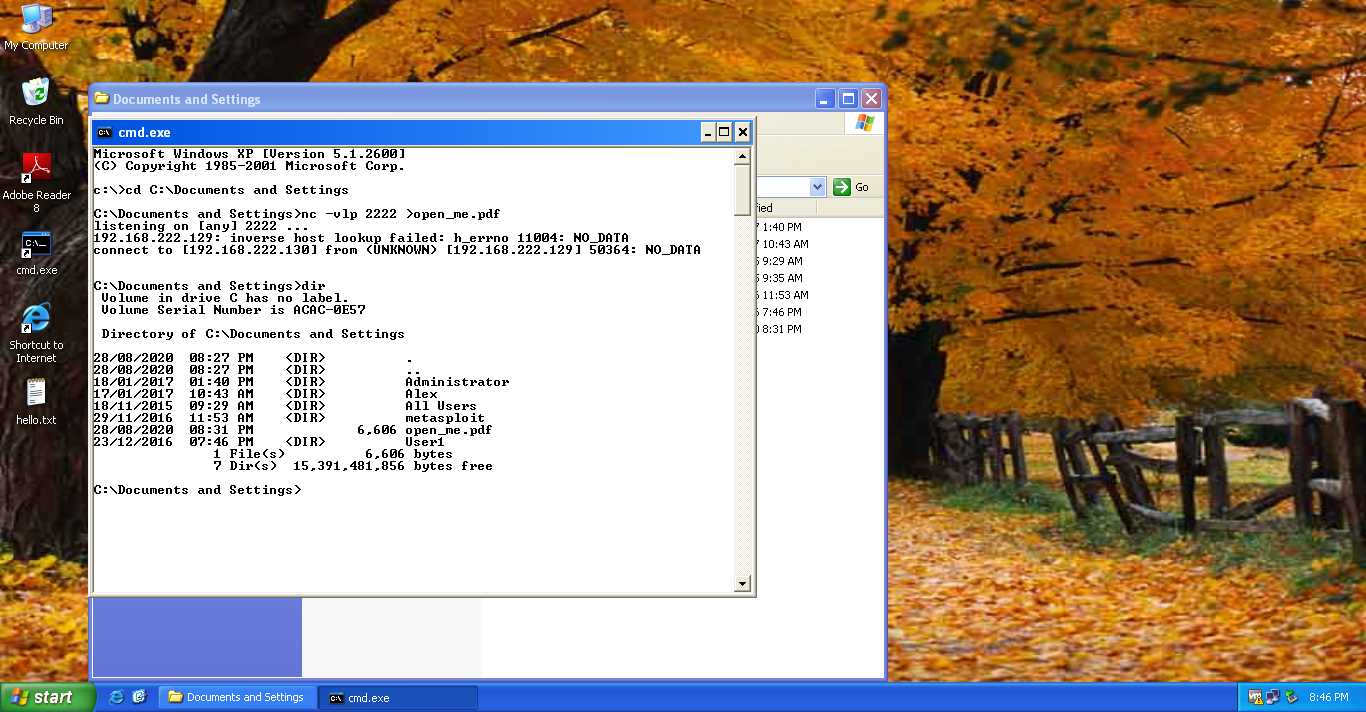 My Computer
Recycle Bin
Adobe Reader
8
cmd.exe
Shortcut to
Internet
hello.txt
Documents and Settings
cmd.exe
Microsoft Windows XP [Version 5.1.2600]
(C) Copyright 1985-2001 Microsoft Corp.
c:\>cd C:\Documents and Settings
C:\Documents and Settings>nc -vlp 2222 >open_me.pdf
listening on [any] 2222 ...
192.168.222.129: inverse host lookup failed: h_errno 11004: NO_DATA
connect to [192.168.222.130] from <UNKNOWN> [192.168.222.129] 50364: NO_DATA
C:\Documents and Settings>dir
Volume in drive C has no label.
Volume Serial Number is ACAC-0E57
Directory of C:\Documents and Settings
28/08/2020 08:27 PM <DIR> .
28/08/2020 08:27 PM <DIR> ..
18/01/2017 01:40 PM <DIR> Administrator
17/01/2017 10:43 AM <DIR> Alex
18/11/2015 09:29 AM <DIR> All Users
29/11/2016 11:53 AM <DIR> metasploit
28/08/2020 08:31 PM 6,606 open_me.pdf
23/12/2016 07:46 PM <DIR> User1
1 File(s) 6,606 bytes
7 Dir(s) 15,391,481,856 bytes free
C:\Documents and Settings>
Go
fied
7 1:40 PM
7 10:43 AM
5 9:29 AM
5 9:35 AM
6 11:53 AM
6 7:46 PM
0 8:31 PM
start
Documents and Settings
cmd.exe
8:46 PM